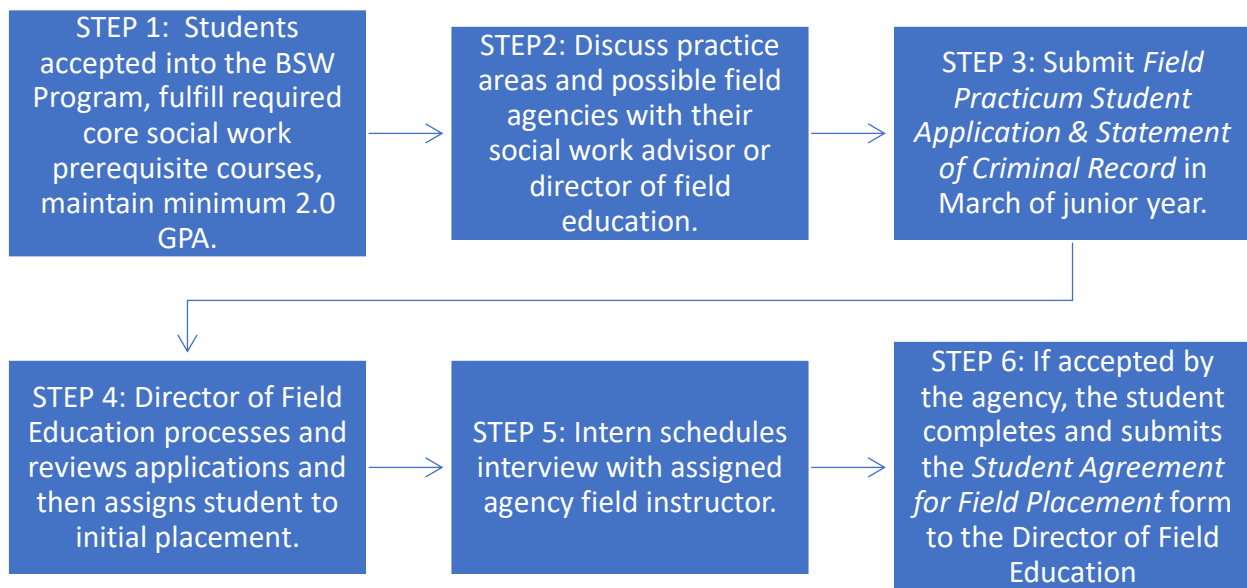 STEP 1:  Students
accepted into the BSW
Program, fulfill required
core social work
prerequisite courses,
maintain minimum 2.0
GPA.
STEP2: Discuss practice
areas and possible field
agencies with their
social work advisor or
director of field
education.
STEP 3: Submit Field
Practicum Student
Application & Statement
of Criminal Record in
March of junior year.
STEP 4: Director of Field
Education processes and
reviews applications and
then assigns student to
initial placement.
STEP 5: Intern schedules
interview with assigned
agency field instructor.
STEP 6: If accepted by
the agency, the student
completes and submits
the Student Agreement
for Field Placement form
to the Director of Field
Education